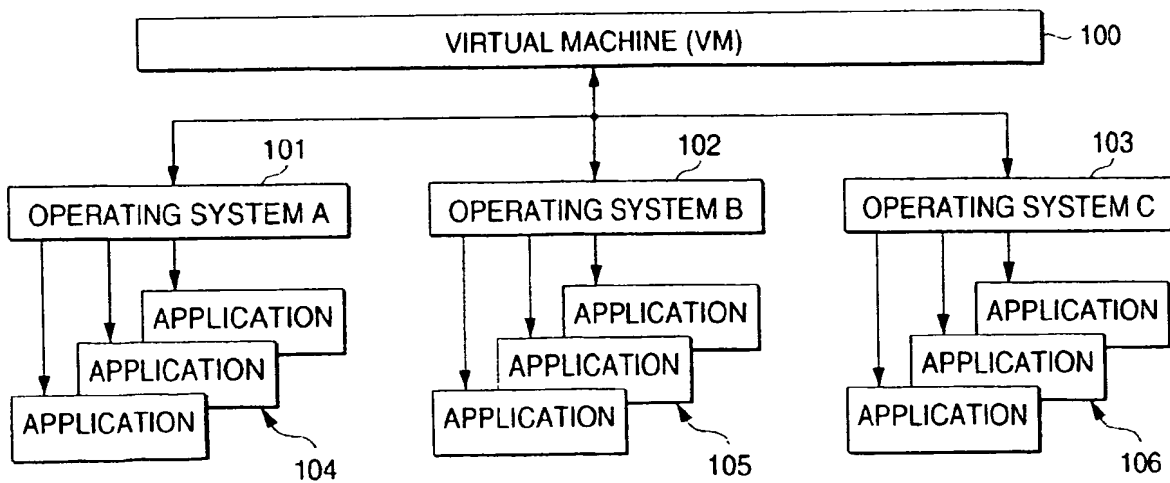 VIRTUAL MACHINE (VM)
100
101
102
103
OPERATING SYSTEM A
OPERATING SYSTEM B
OPERATING SYSTEM C
APPLICATION
APPLICATION
APPLICATION
APPLICATION
APPLICATION
APPLICATION
APPLICATION
APPLICATION
APPLICATION
104
105
106